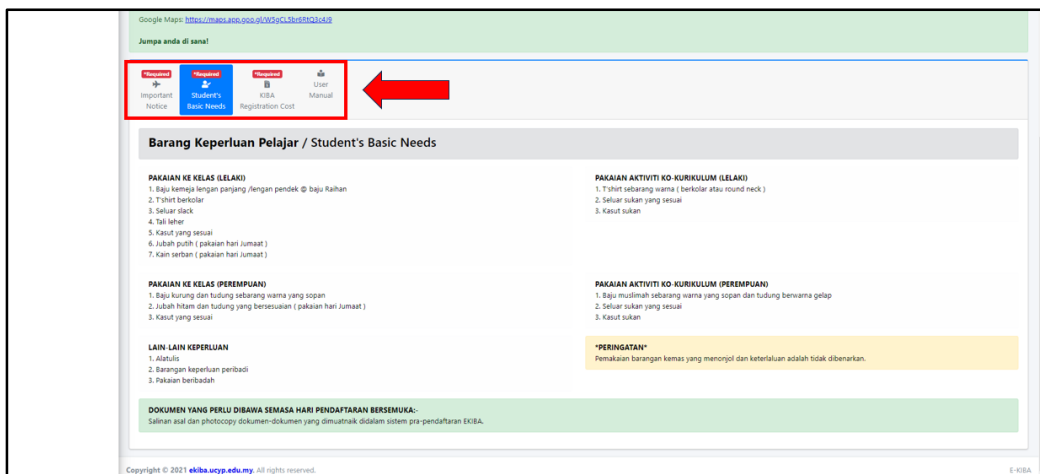 Google Maps: https://maps.app.goo.gl/W5gCL5br6RtQ3c4J9
Jumpa anda di sana!
*Required
Important
Notice
*Required
Student's
Basic Needs
*Required
KIBA
Registration Cost
User
Manual
Barang Keperluan Pelajar / Student's Basic Needs
PAKAIAN KE KELAS (LELAKI)
1. Baju kemeja lengan panjang /lengan pendek @ baju Raihan
2. T'shirt berkolar
3. Seluar slack
4. Tali leher
5. Kasut yang sesuai
6. Jubah putih ( pakaian hari Jumaat )
7. Kain serban ( pakaian hari Jumaat )
PAKAIAN AKTIVITI KO-KURIKULUM (LELAKI)
1. T'shirt sebarang warna ( berkolar atau round neck )
2. Seluar sukan yang sesuai
3. Kasut sukan
PAKAIAN KE KELAS (PEREMPUAN)
1. Baju kurung dan tudung sebarang warna yang sopan
2. Jubah hitam dan tudung yang bersesuaian ( pakaian hari Jumaat )
3. Kasut yang sesuai
PAKAIAN AKTIVITI KO-KURIKULUM (PEREMPUAN)
1. Baju muslimah sebarang warna yang sopan dan tudung berwarna gelap
2. Seluar sukan yang sesuai
3. Kasut sukan
LAIN-LAIN KEPERLUAN
1. Alatulis
2. Barangan keperluan peribadi
3. Pakaian beribadah
*PERINGATAN*
Pemakaian barangan kemas yang menonjol dan keterlaluan adalah tidak dibenarkan.
DOKUMEN YANG PERLU DIBAWA SEMASA HARI PENDAFTARAN BERSEMUKA:-
Salinan asal dan photocopy dokumen-dokumen yang dimuatnaik didalam sistem pra-pendaftaran EKIBA.
Copyright © 2021 ekiba.ucyp.edu.my. All rights reserved.
E-KIBA